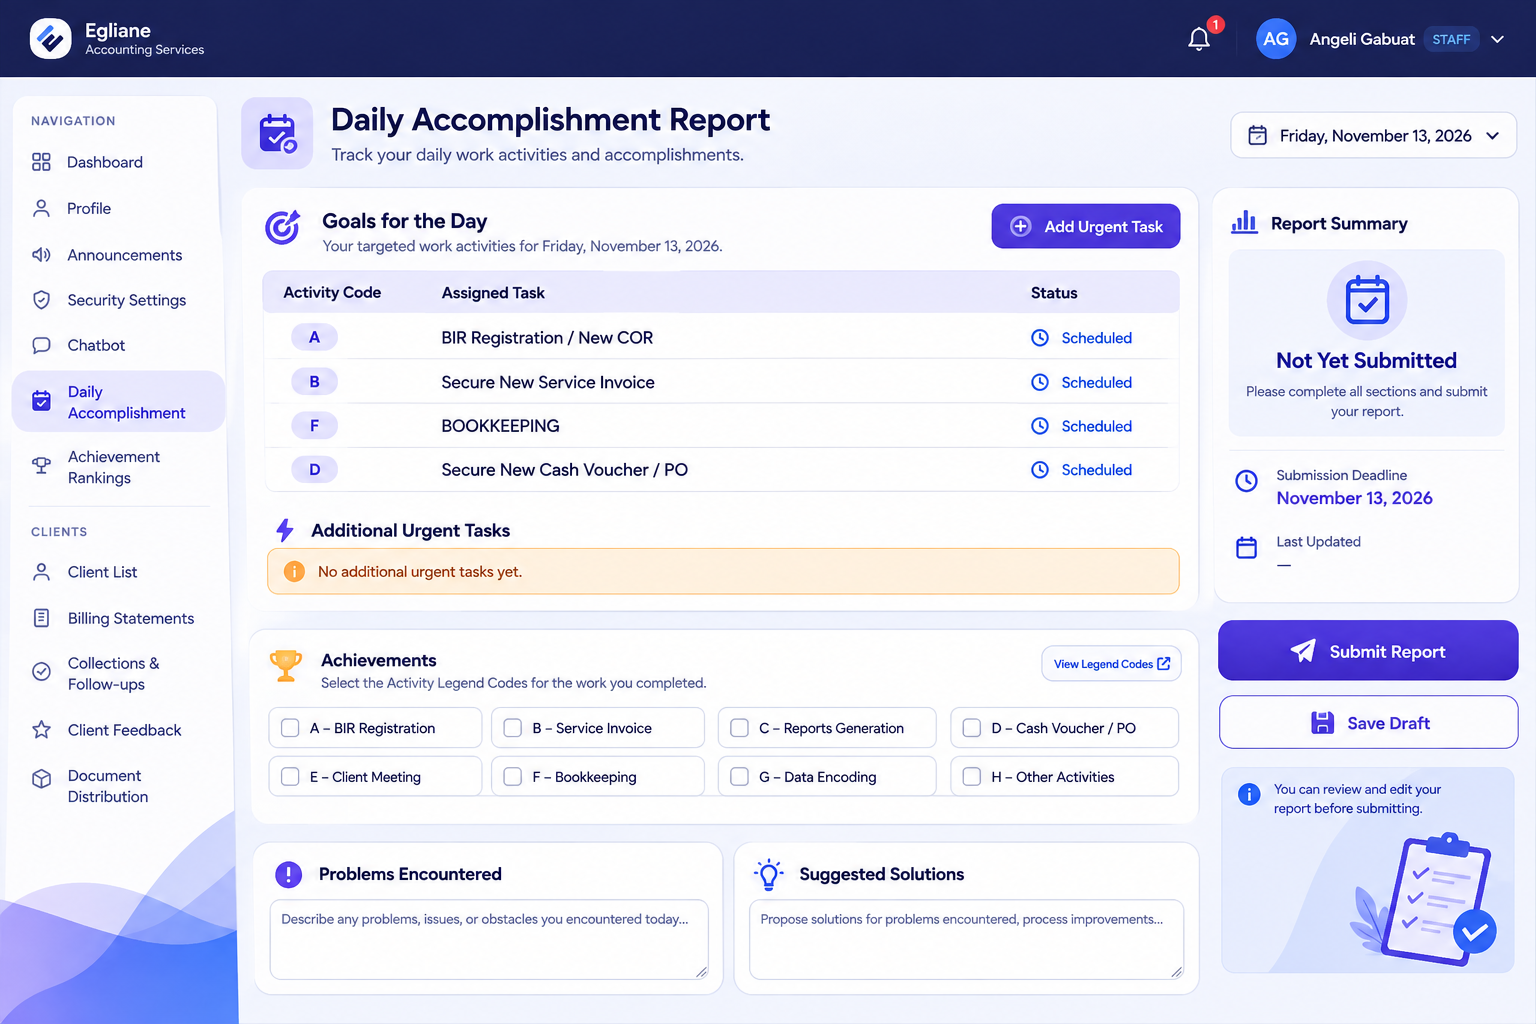 Egliane
Accounting Services
1
AG
Angeli Gabuat
STAFF
NAVIGATION
Dashboard
Profile
Announcements
Security Settings
Chatbot
Daily
Accomplishment
Achievement
Rankings
CLIENTS
Client List
Billing Statements
Collections &
Follow-ups
Client Feedback
Document
Distribution
Daily Accomplishment Report
Track your daily work activities and accomplishments.
Friday, November 13, 2026
Goals for the Day
Your targeted work activities for Friday, November 13, 2026.
Add Urgent Task
Activity Code Assigned Task Status
A BIR Registration / New COR Scheduled
B Secure New Service Invoice Scheduled
F BOOKKEEPING Scheduled
D Secure New Cash Voucher / PO Scheduled
Additional Urgent Tasks
No additional urgent tasks yet.
Achievements
Select the Activity Legend Codes for the work you completed.
View Legend Codes
A – BIR Registration
B – Service Invoice
C – Reports Generation
D – Cash Voucher / PO
E – Client Meeting
F – Bookkeeping
G – Data Encoding
H – Other Activities
Problems Encountered
Describe any problems, issues, or obstacles you encountered today...
Suggested Solutions
Propose solutions for problems encountered, process improvements...
Report Summary
Not Yet Submitted
Please complete all sections and submit
your report.
Submission Deadline
November 13, 2026
Last Updated
—
Submit Report
Save Draft
You can review and edit your
report before submitting.